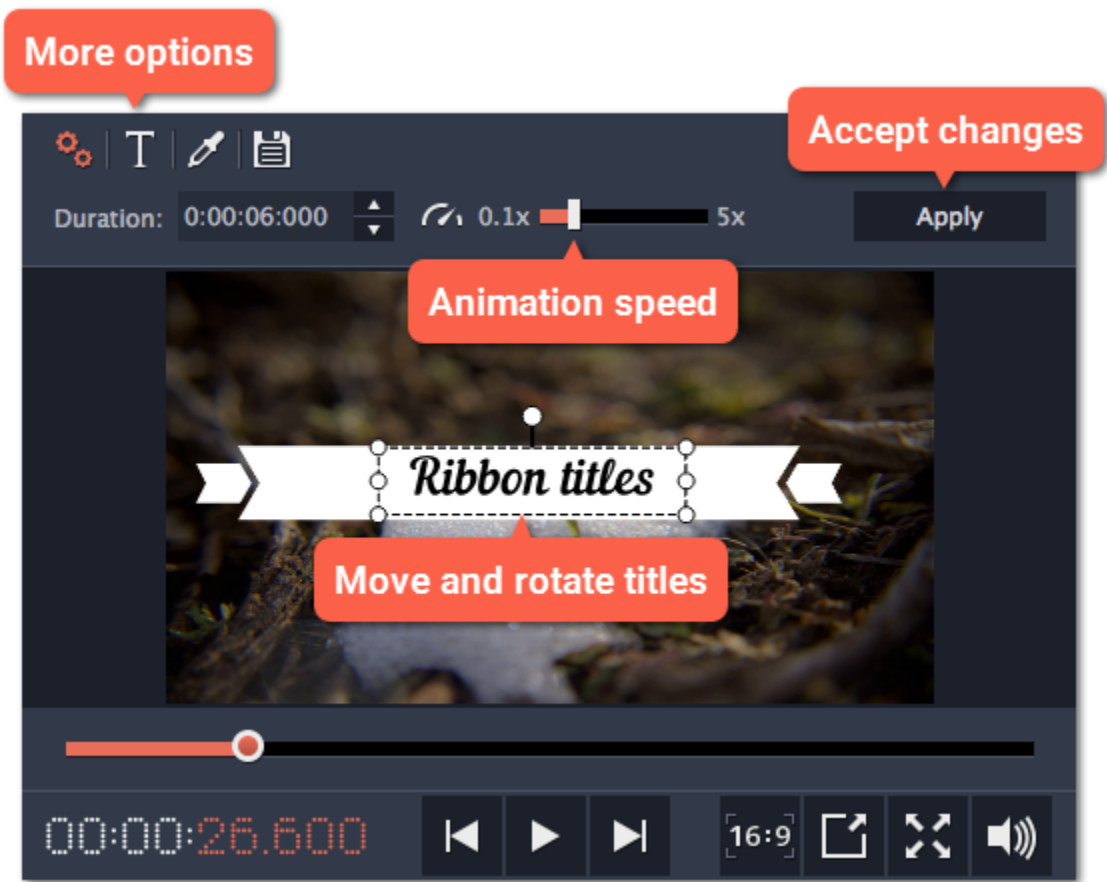 More options
Accept changes
T
Duration: 0:00:06:000 0.1x 5x Apply
Animation speed
Ribbon titles
Move and rotate titles
00:00:26.600 16:9